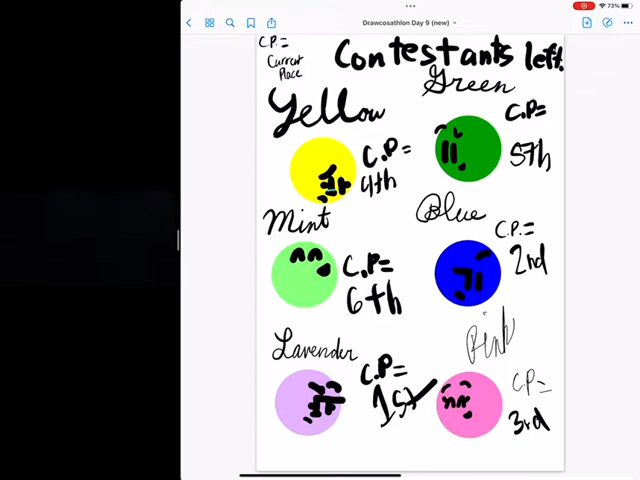 Drawcosathlon Day 9 (new)
73%
C.P.=
Current
Place
Contestants left.
Yellow
C.P=
4th
Green
C.P=
5th
Mint
C.P=
6th
Blue
C.P.=
2nd
Lavender
C.P=
1st
Pink
C.P=
3rd